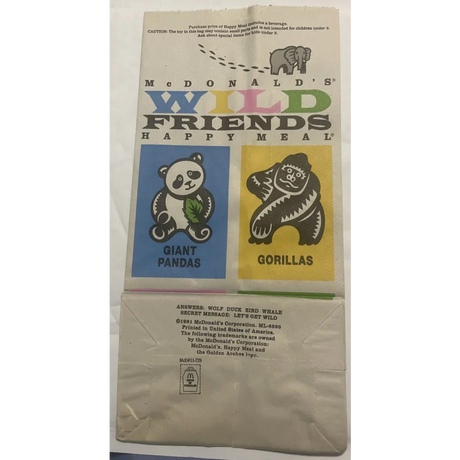 Purchase price of Happy Meal includes a beverage.
CAUTION: The toy in this bag may contain small parts and is not intended for children under 3.
Ask about special items for kids under 3.
McDONALD'S®
WILD
FRIENDS
HAPPY MEAL®
GIANT
PANDAS
GORILLAS
ANSWERS: WOLF DUCK BIRD WHALE
SECRET MESSAGE: LET'S GET WILD
©1991 McDonald's Corporation.
Printed in United States of America.
The following trademarks are owned
by the McDonald's Corporation:
McDonald's, Happy Meal and
the Golden Arches logo.